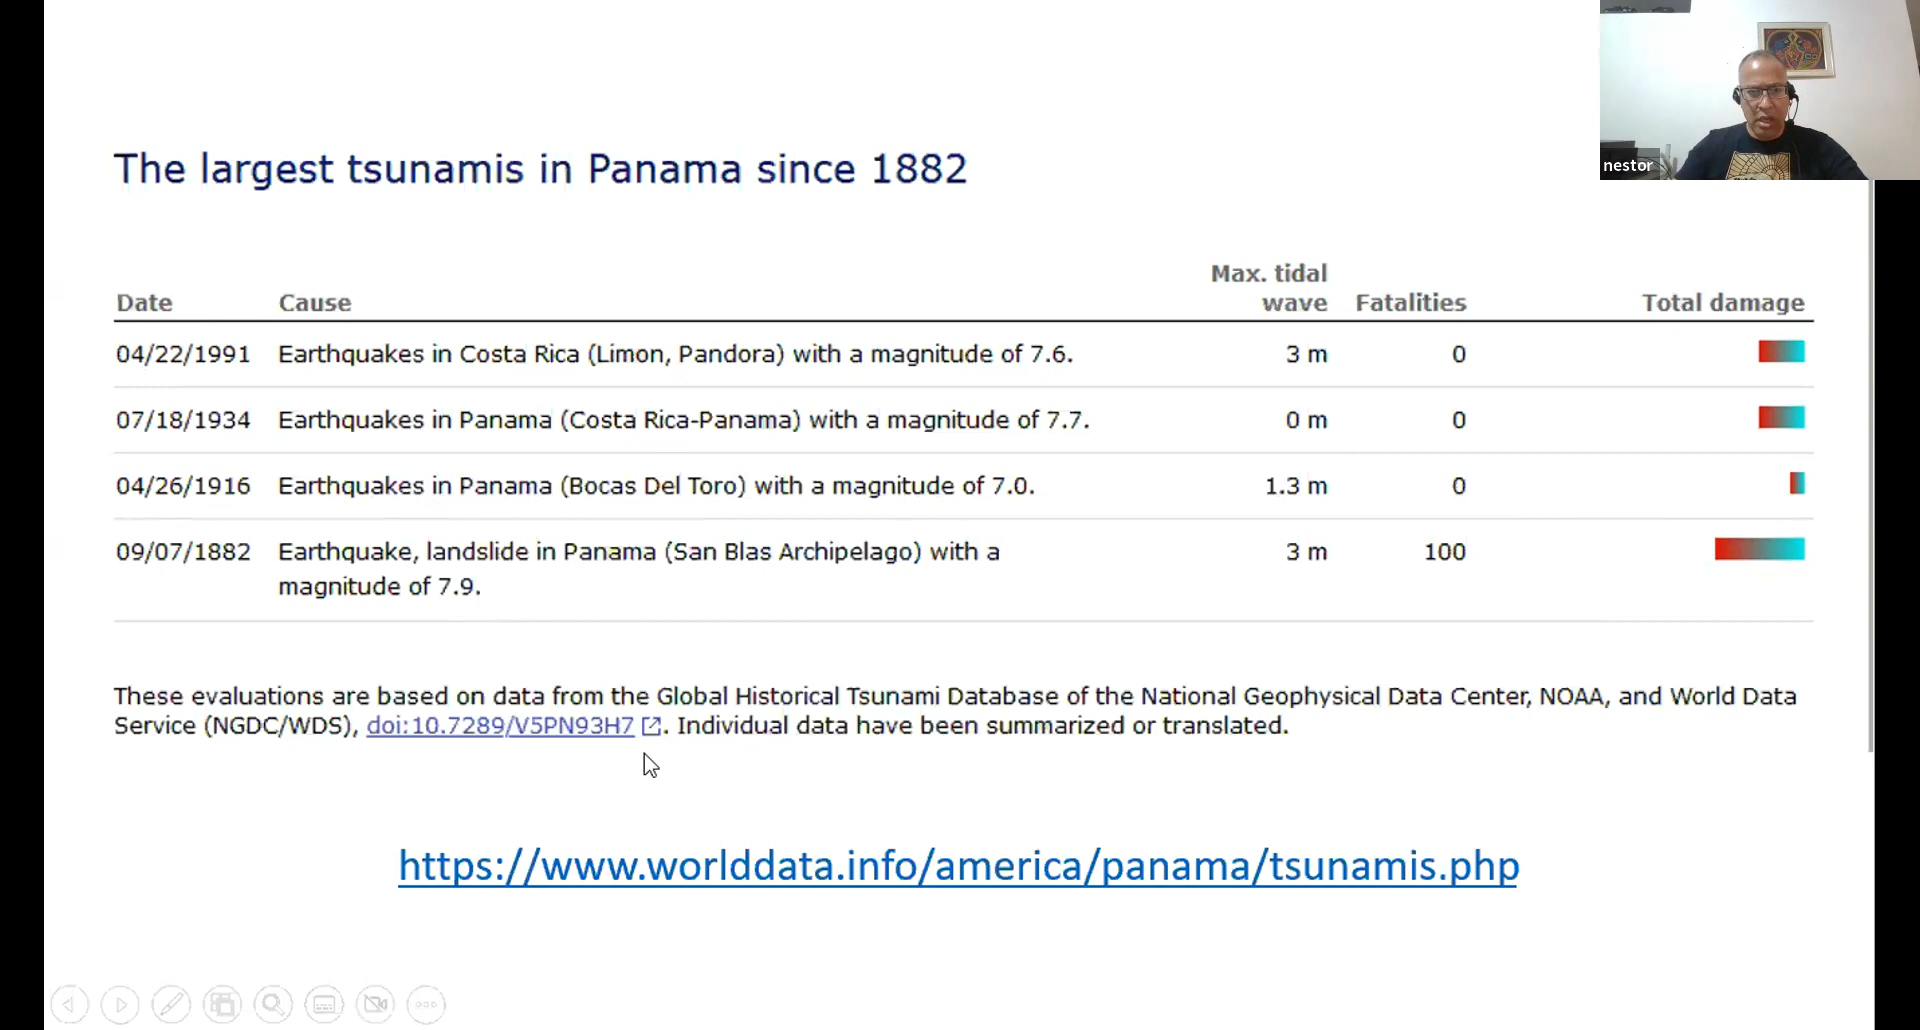 nestor
The largest tsunamis in Panama since 1882
Date Cause Max. tidal wave Fatalities Total damage
04/22/1991 Earthquakes in Costa Rica (Limon, Pandora) with a magnitude of 7.6. 3 m 0
07/18/1934 Earthquakes in Panama (Costa Rica-Panama) with a magnitude of 7.7. 0 m 0
04/26/1916 Earthquakes in Panama (Bocas Del Toro) with a magnitude of 7.0. 1.3 m 0
09/07/1882 Earthquake, landslide in Panama (San Blas Archipelago) with a 3 m 100
magnitude of 7.9.
These evaluations are based on data from the Global Historical Tsunami Database of the National Geophysical Data Center, NOAA, and World Data
Service (NGDC/WDS), doi:10.7289/V5PN93H7. Individual data have been summarized or translated.
https://www.worlddata.info/america/panama/tsunamis.php